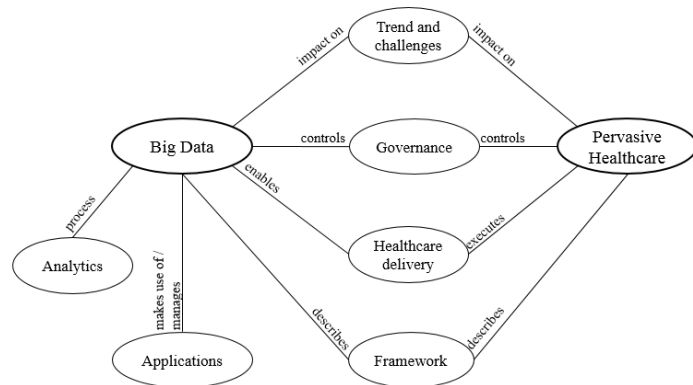 Trend and
challenges
impact on
impact on
Big Data
controls
Governance
controls
Pervasive
Healthcare
enables
process
Healthcare
delivery
executes
Analytics
makes use of /
manages
describes
describes
Applications
Framework